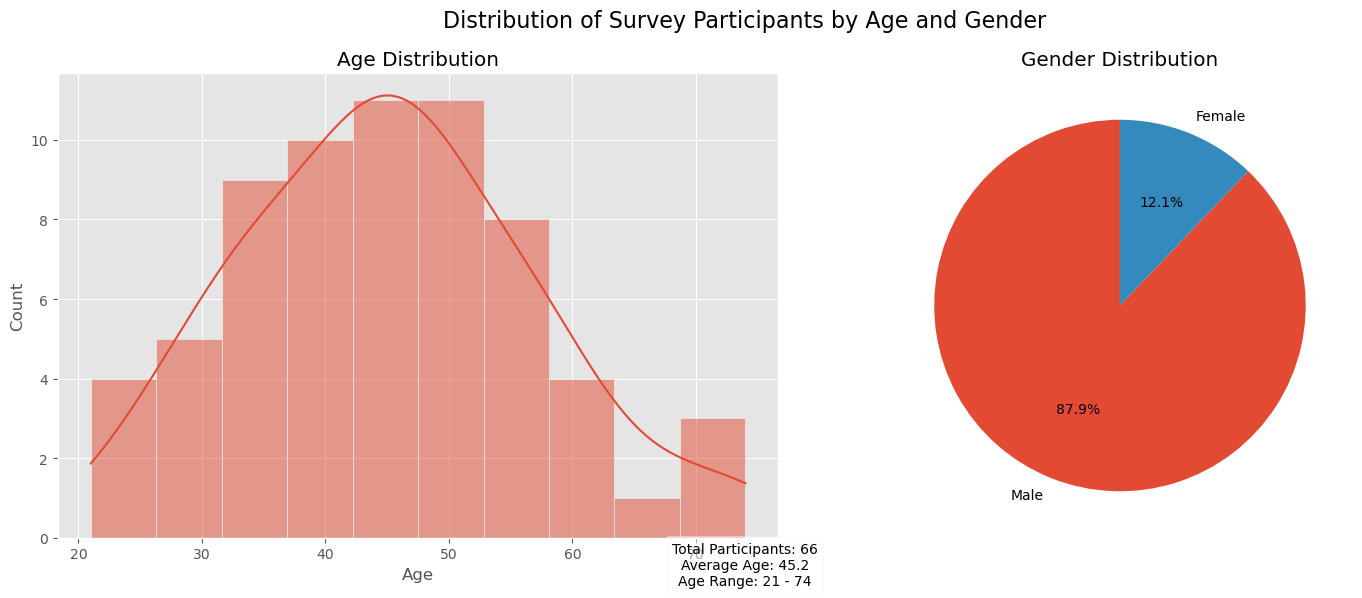 Distribution of Survey Participants by Age and Gender
Age Distribution
Gender Distribution
Count
10
8
6
4
2
0
20
30
40
50
60
70
Age
Total Participants: 66
Average Age: 45.2
Age Range: 21 - 74
Female
12.1%
87.9%
Male